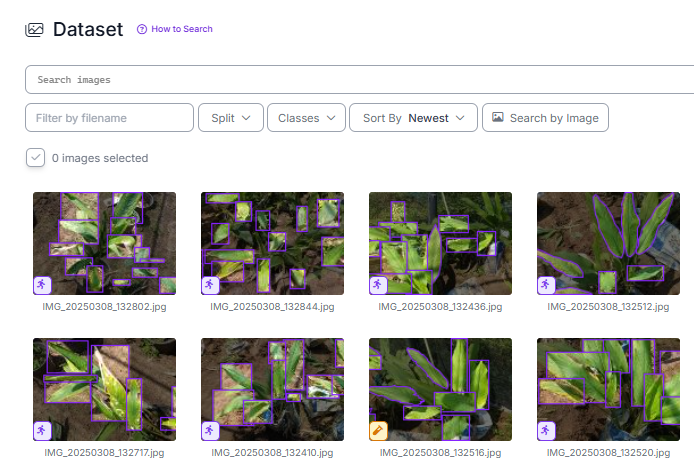 Dataset How to Search
Search images
Filter by filename Split Classes Sort By Newest Search by Image
0 images selected
IMG_20250308_132802.jpg IMG_20250308_132844.jpg IMG_20250308_132436.jpg IMG_20250308_132512.jpg
IMG_20250308_132717.jpg IMG_20250308_132410.jpg IMG_20250308_132516.jpg IMG_20250308_132520.jpg